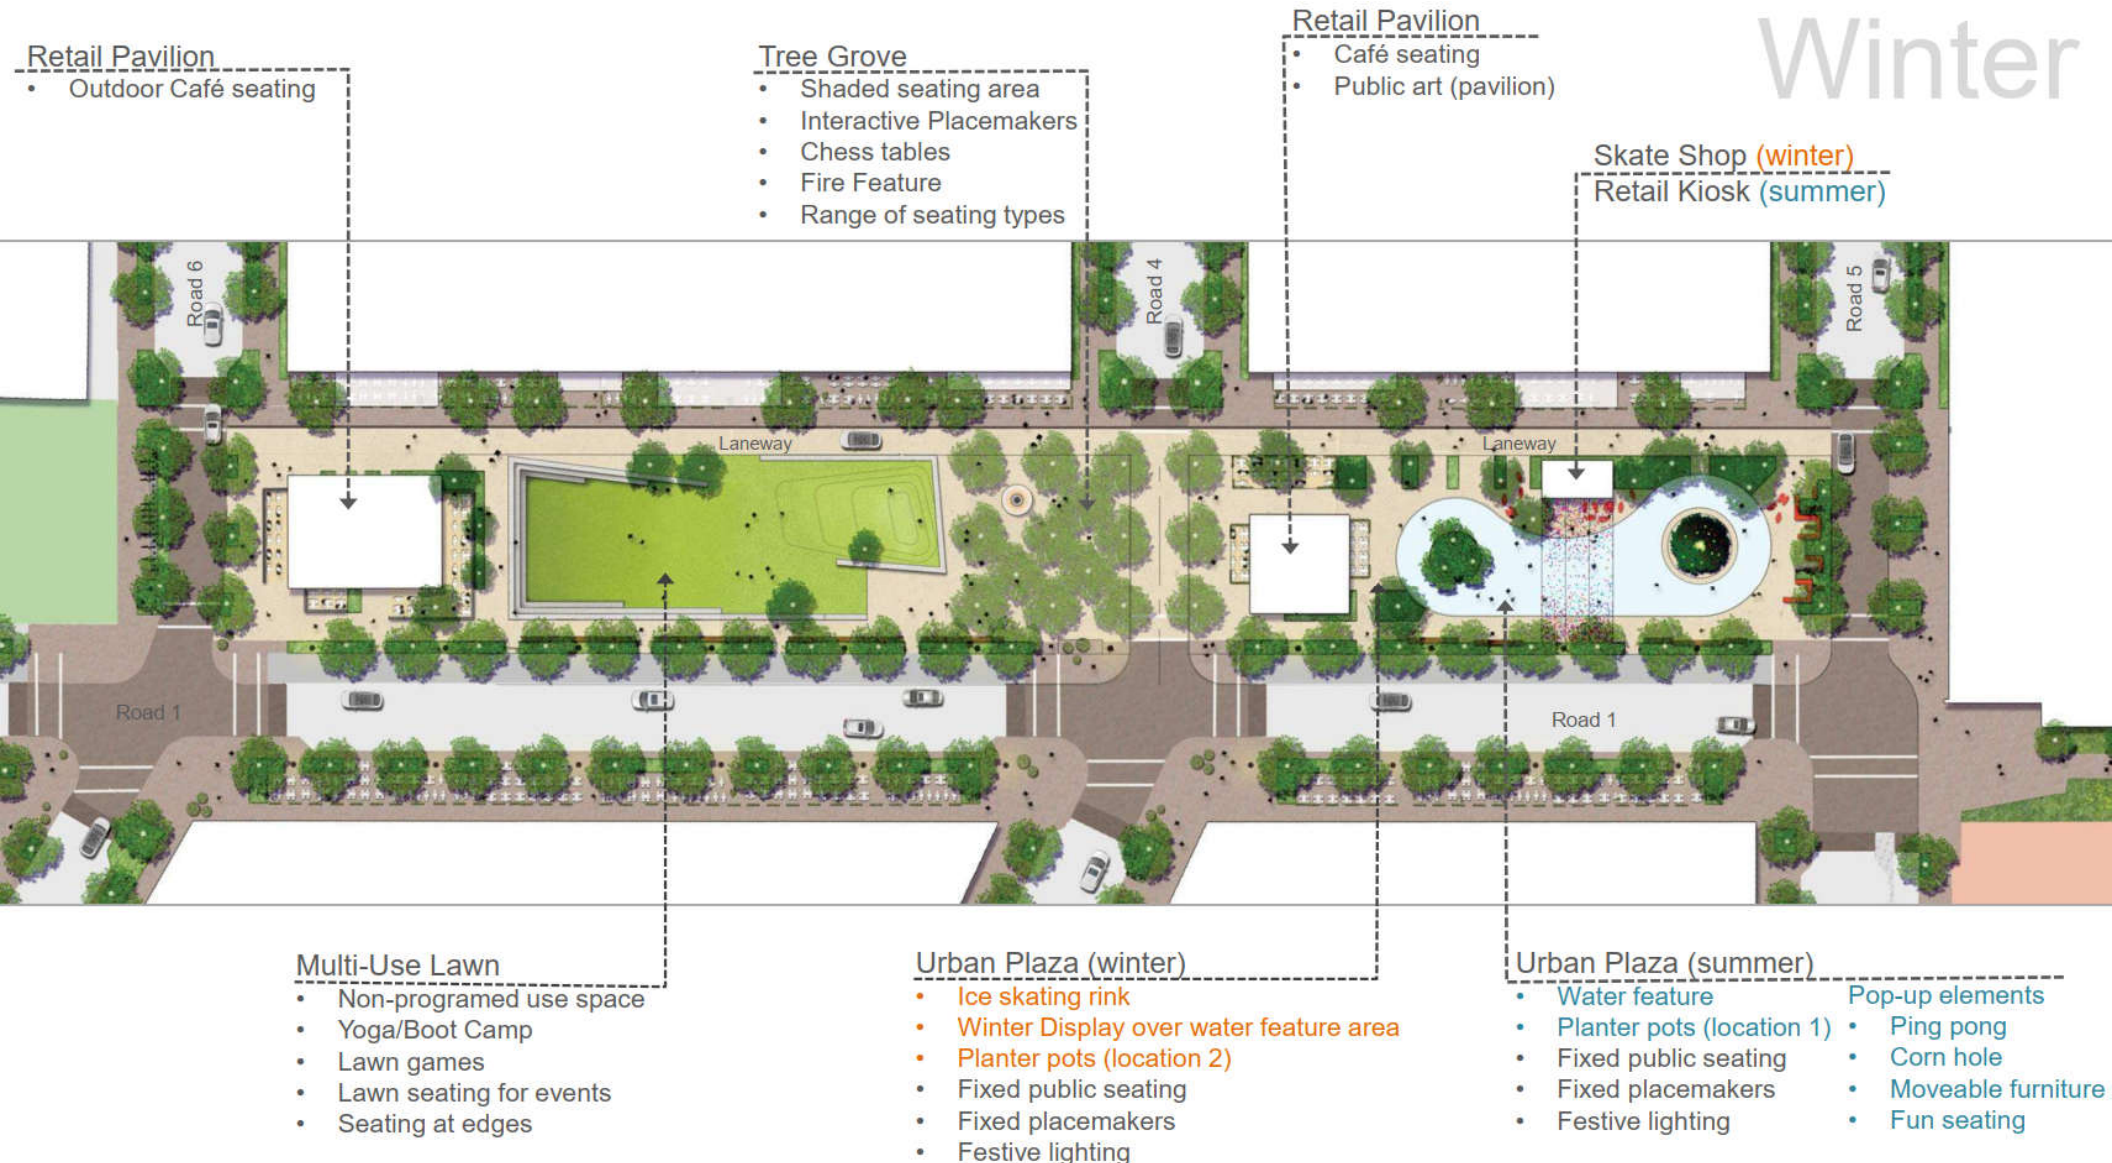 Winter
Retail Pavilion
• Outdoor Café seating
Tree Grove
• Shaded seating area
• Interactive Placemakers
• Chess tables
• Fire Feature
• Range of seating types
Retail Pavilion
• Café seating
• Public art (pavilion)
Skate Shop (winter)
Retail Kiosk (summer)
Road 6
Road 4
Road 5
Laneway
Laneway
Road 1
Road 1
Multi-Use Lawn
• Non-programed use space
• Yoga/Boot Camp
• Lawn games
• Lawn seating for events
• Seating at edges
Urban Plaza (winter)
• Ice skating rink
• Winter Display over water feature area
• Planter pots (location 2)
• Fixed public seating
• Fixed placemakers
• Festive lighting
Urban Plaza (summer)
• Water feature
• Planter pots (location 1)
• Fixed public seating
• Fixed placemakers
• Festive lighting
Pop-up elements
• Ping pong
• Corn hole
• Moveable furniture
• Fun seating